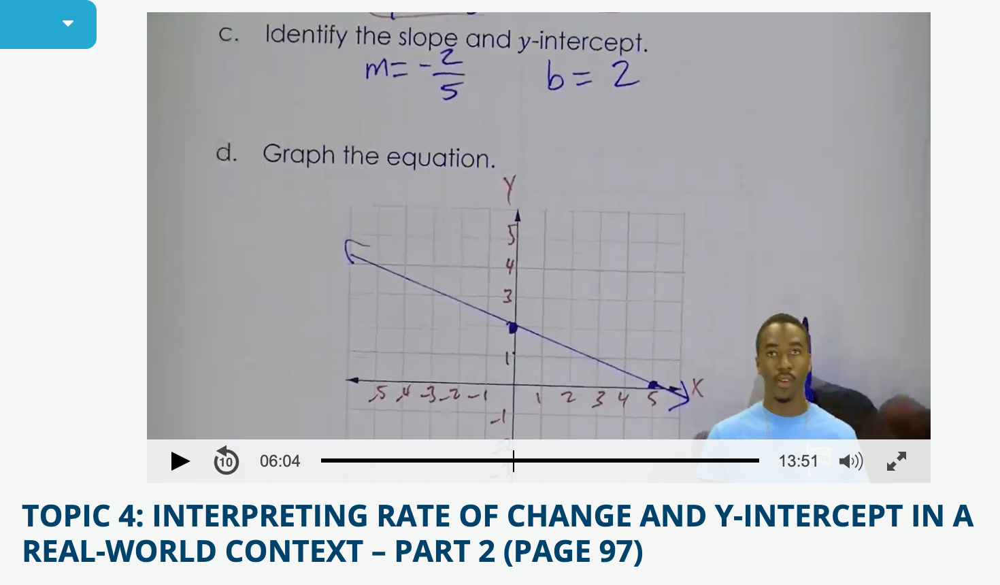 c. Identify the slope and y-intercept.
m = -2/5 b = 2
d. Graph the equation.
Y
5
4
3
1
-5 -4 -3 -2 -1 1 2 3 4 5 X
-1
10 06:04 13:51
TOPIC 4: INTERPRETING RATE OF CHANGE AND Y-INTERCEPT IN A
REAL-WORLD CONTEXT – PART 2 (PAGE 97)